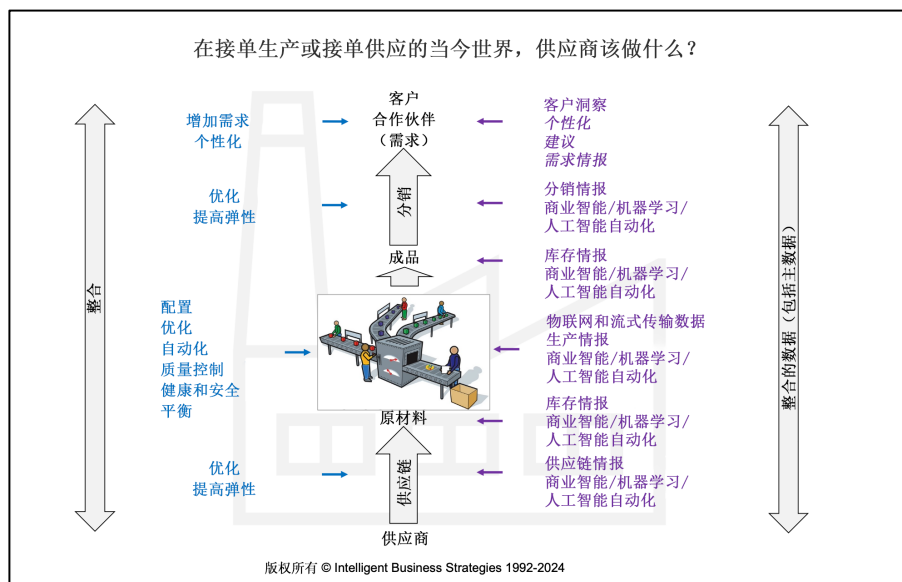 在接单生产或接单供应的当今世界，供应商该做什么？
整合
增加需求
个性化
优化
提高弹性
配置
优化
自动化
质量控制
健康和安全
平衡
优化
提高弹性
客户
合作伙伴
（需求）
分销
成品
原材料
供应链
供应商
客户洞察
个性化
建议
需求情报
分销情报
商业智能/机器学习/
人工智能自动化
库存情报
商业智能/机器学习/
人工智能自动化
物联网和流式传输数据
生产情报
商业智能/机器学习/
人工智能自动化
库存情报
商业智能/机器学习/
人工智能自动化
供应链情报
商业智能/机器学习/
人工智能自动化
整合的数据（包括主数据）
版权所有 © Intelligent Business Strategies 1992-2024